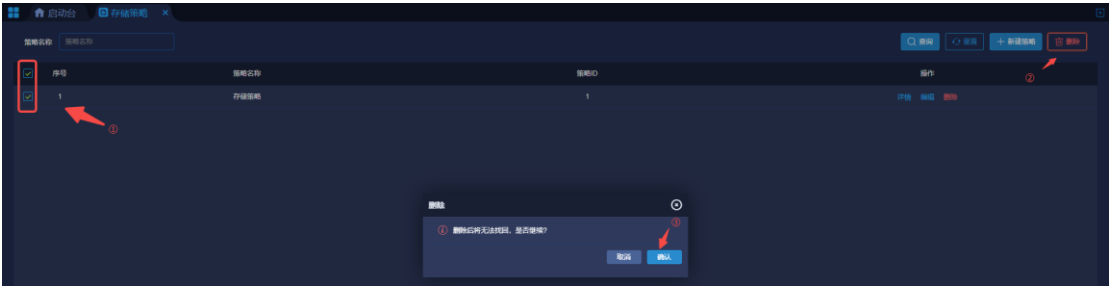 启动台 存储策略 ×
策略名称 策略名称 查询 重置 + 新建策略 删除
序号 策略名称 策略ID 操作
②
1 存储策略 1 详情 编辑 删除
①
删除
③
删除后将无法找回，是否继续?
取消 确认